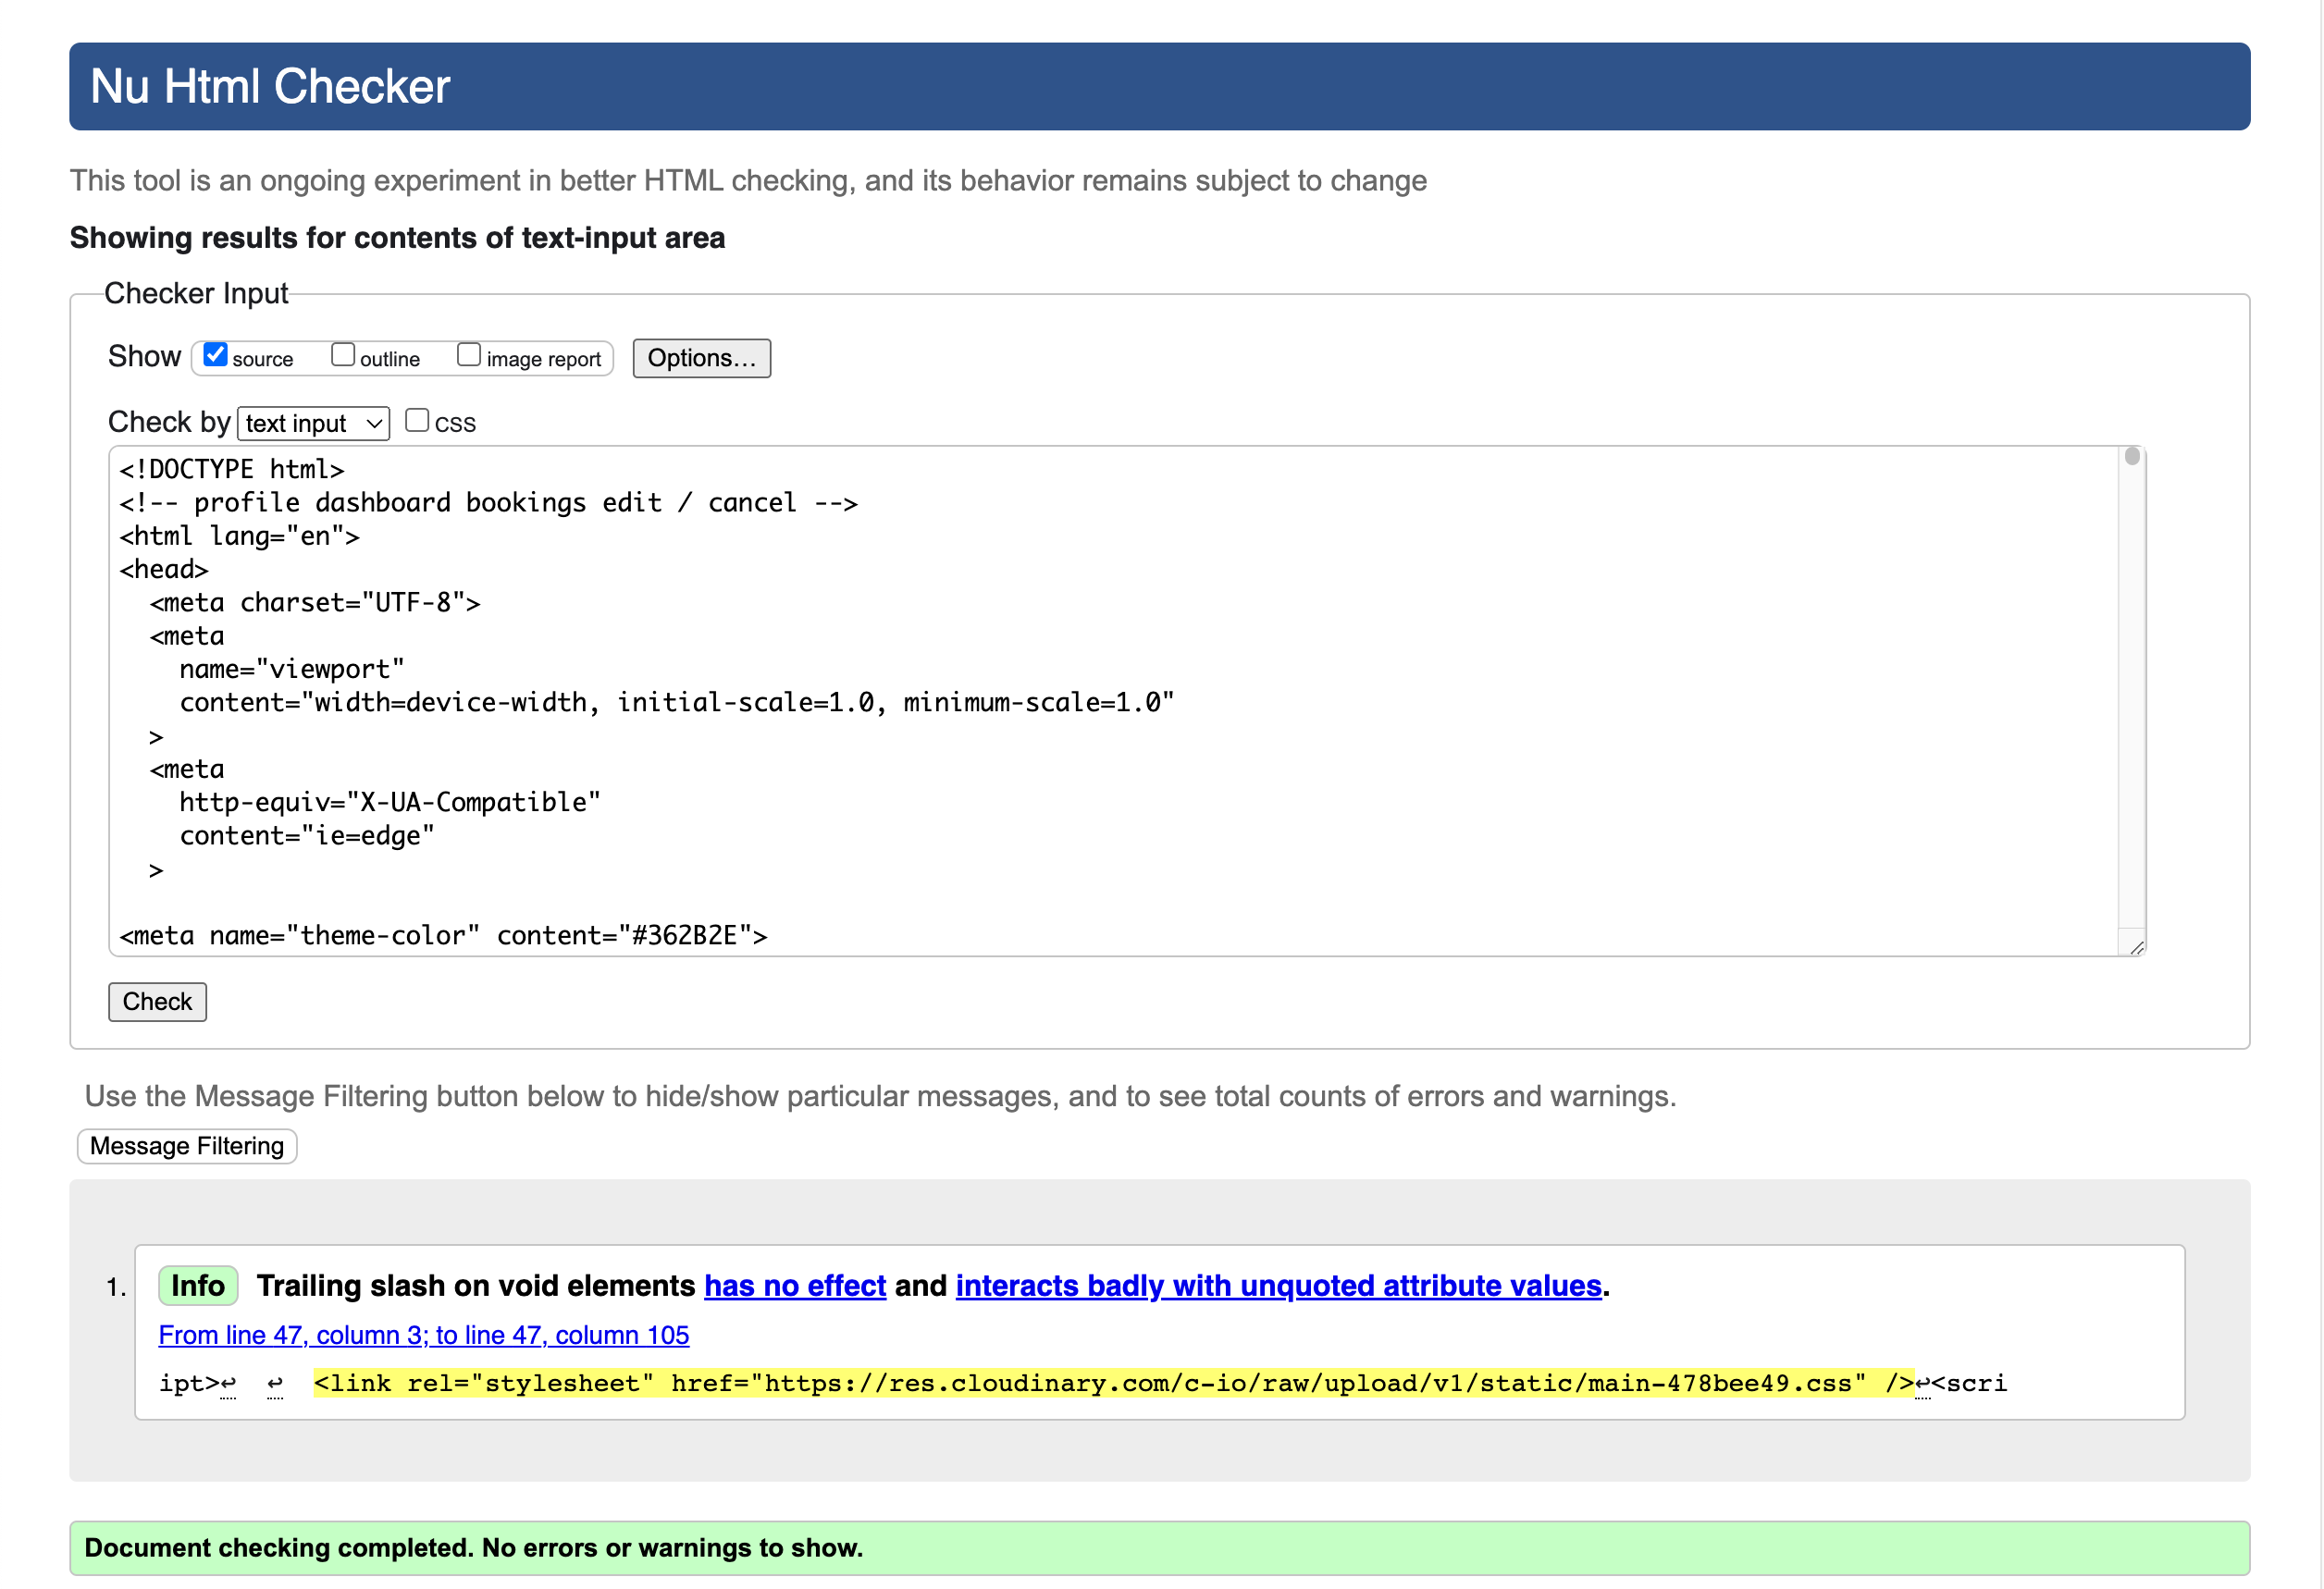 Nu Html Checker
This tool is an ongoing experiment in better HTML checking, and its behavior remains subject to change
Showing results for contents of text-input area
Checker Input
Show source outline image report Options…
Check by text input css
<!DOCTYPE html>
<!-- profile dashboard bookings edit / cancel -->
<html lang="en">
<head>
  <meta charset="UTF-8">
  <meta
    name="viewport"
    content="width=device-width, initial-scale=1.0, minimum-scale=1.0"
  >
  <meta
    http-equiv="X-UA-Compatible"
    content="ie=edge"
  >
<meta name="theme-color" content="#362B2E">
Check
Use the Message Filtering button below to hide/show particular messages, and to see total counts of errors and warnings.
Message Filtering
1. Info Trailing slash on void elements has no effect and interacts badly with unquoted attribute values.
From line 47, column 3; to line 47, column 105
ipt>↩  ↩  <link rel="stylesheet" href="https://res.cloudinary.com/c-io/raw/upload/v1/static/main-478bee49.css" />↩<scri
Document checking completed. No errors or warnings to show.